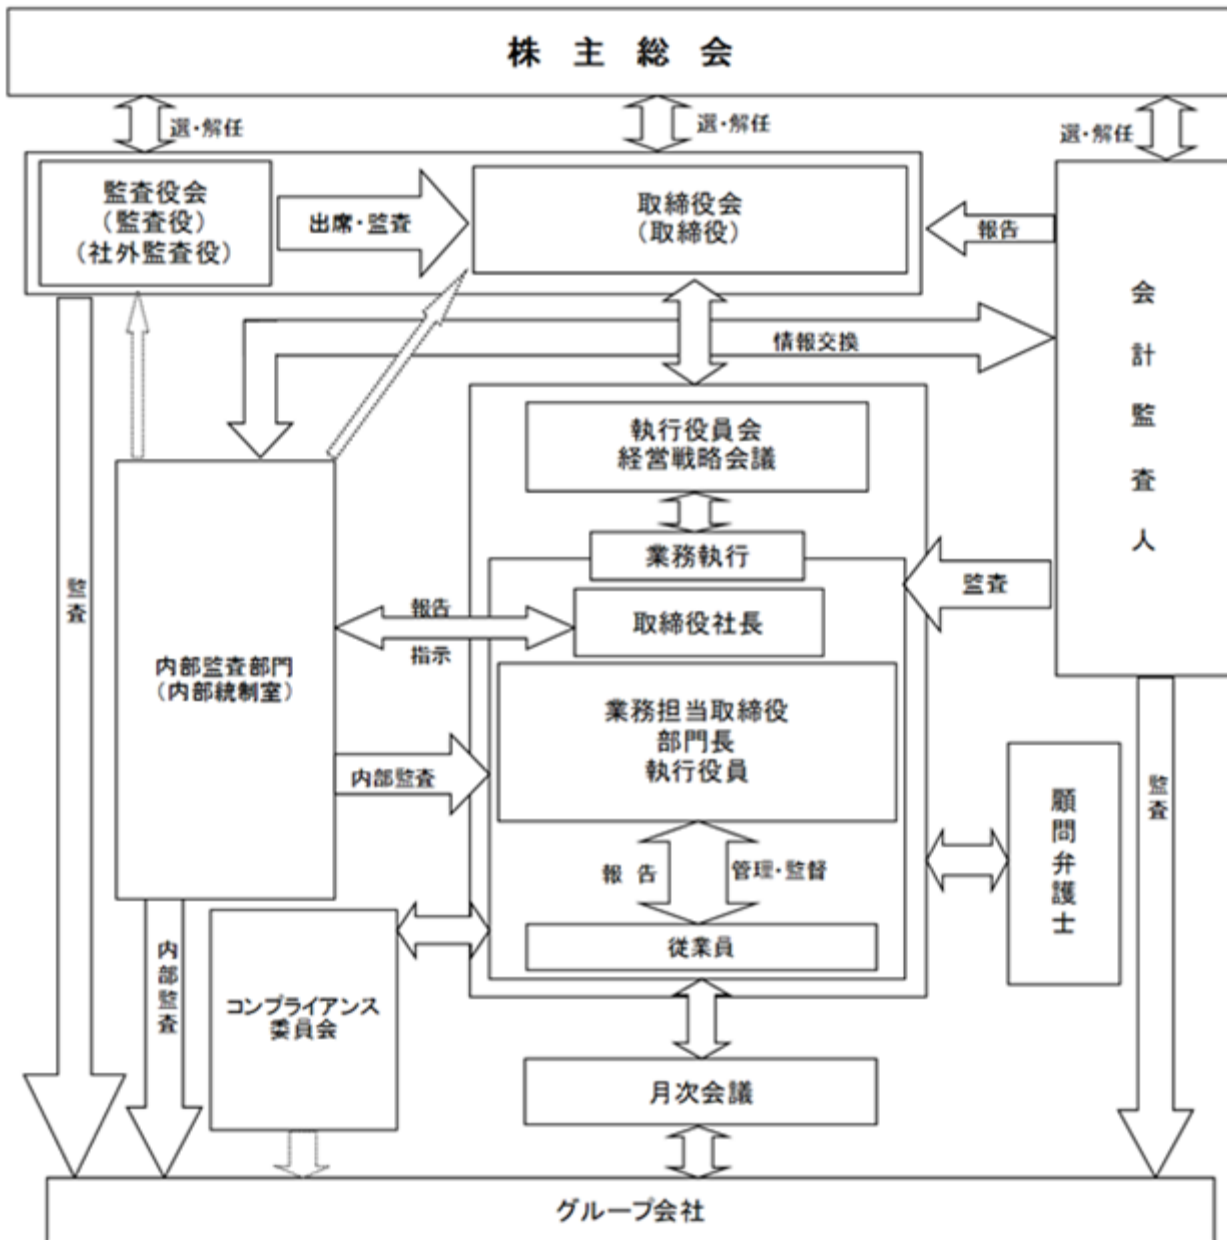 株主総会
選・解任
選・解任
選・解任
監査役会
（監査役）
（社外監査役）
出席・監査
取締役会
（取締役）
報告
会計監査人
情報交換
執行役員会
経営戦略会議
業務執行
監査
監査
報告
指示
取締役社長
内部監査部門
（内部統制室）
業務担当取締役
部門長
執行役員
内部監査
顧問弁護士
監査
報告
管理・監督
従業員
内部監査
コンプライアンス
委員会
月次会議
グループ会社